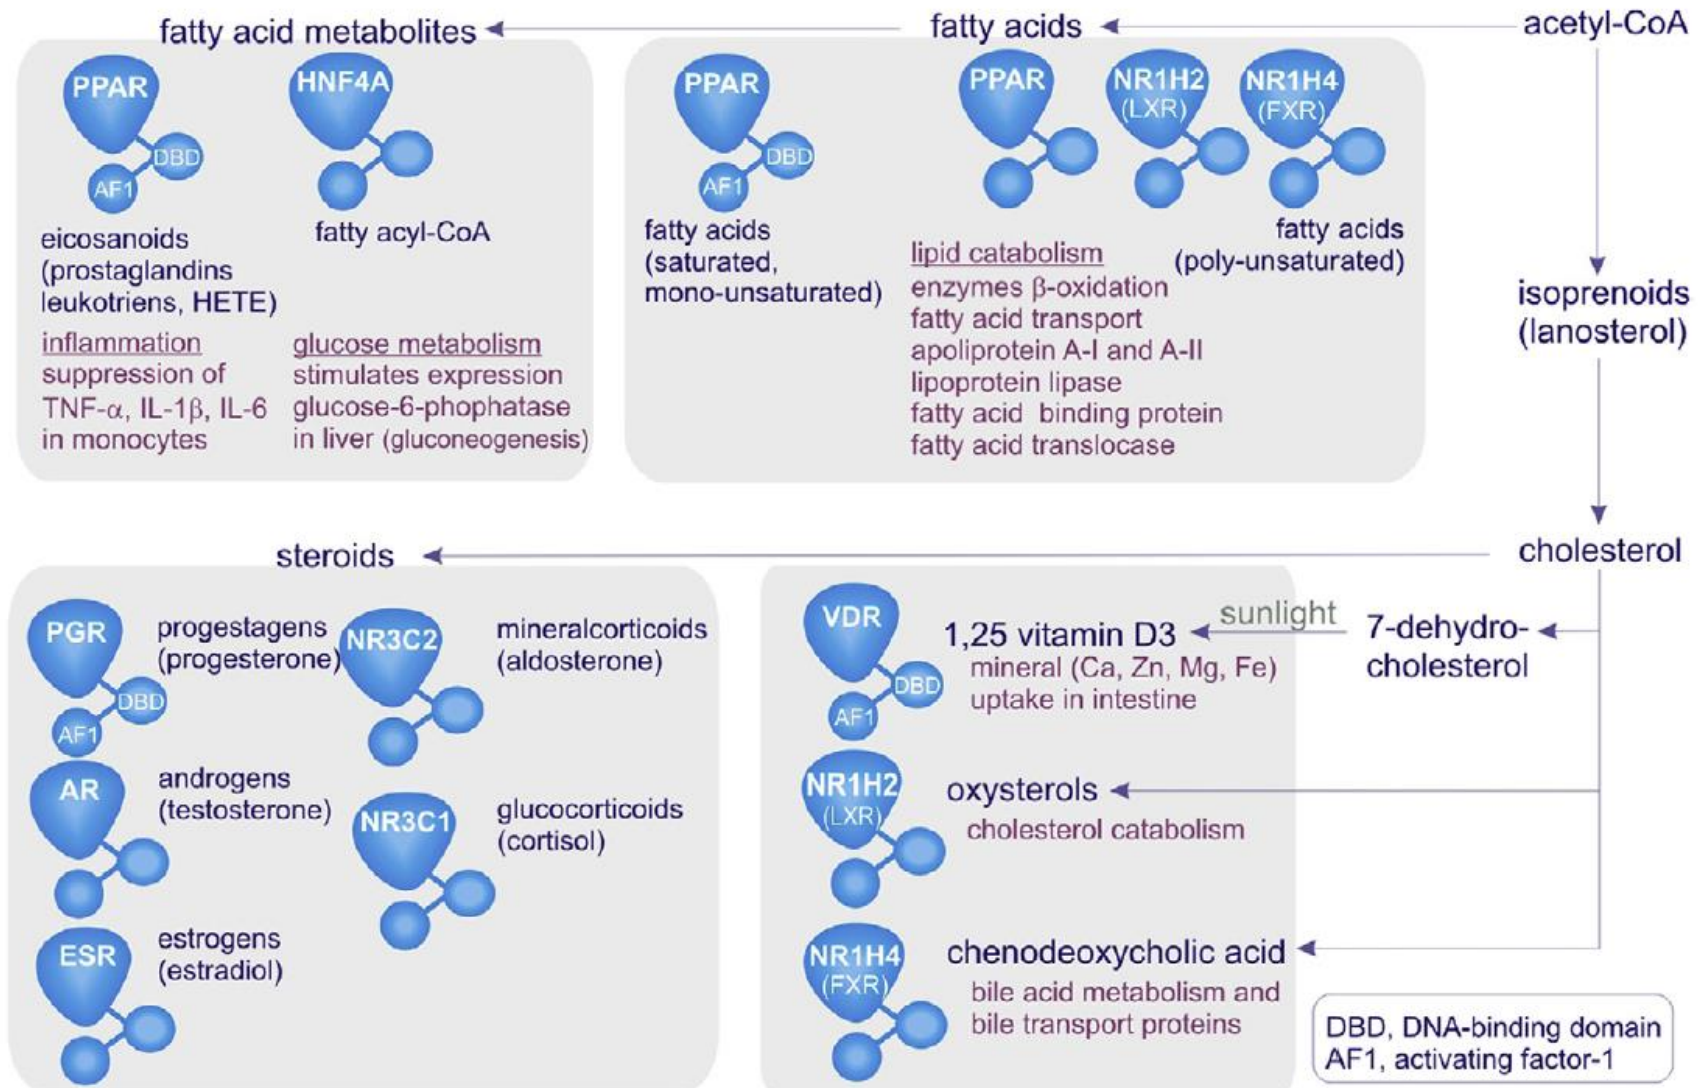 fatty acid metabolites
fatty acids
acetyl-CoA
PPAR
DBD
AF1
HNF4A
eicosanoids
(prostaglandins
leukotriens, HETE)
fatty acyl-CoA
inflammation
suppression of
TNF-α, IL-1β, IL-6
in monocytes
glucose metabolism
stimulates expression
glucose-6-phophatase
in liver (gluconeogenesis)
PPAR
DBD
AF1
PPAR
NR1H2
(LXR)
NR1H4
(FXR)
fatty acids
(saturated,
mono-unsaturated)
fatty acids
(poly-unsaturated)
lipid catabolism
enzymes β-oxidation
fatty acid transport
apoliprotein A-I and A-II
lipoprotein lipase
fatty acid binding protein
fatty acid translocase
isoprenoids
(lanosterol)
cholesterol
steroids
PGR
DBD
AF1
progestagens
(progesterone)
NR3C2
mineralcorticoids
(aldosterone)
AR
androgens
(testosterone)
NR3C1
glucocorticoids
(cortisol)
ESR
estrogens
(estradiol)
VDR
DBD
AF1
1,25 vitamin D3
sunlight
7-dehydro-
cholesterol
mineral (Ca, Zn, Mg, Fe)
uptake in intestine
NR1H2
(LXR)
oxysterols
cholesterol catabolism
NR1H4
(FXR)
chenodeoxycholic acid
bile acid metabolism and
bile transport proteins
DBD, DNA-binding domain
AF1, activating factor-1